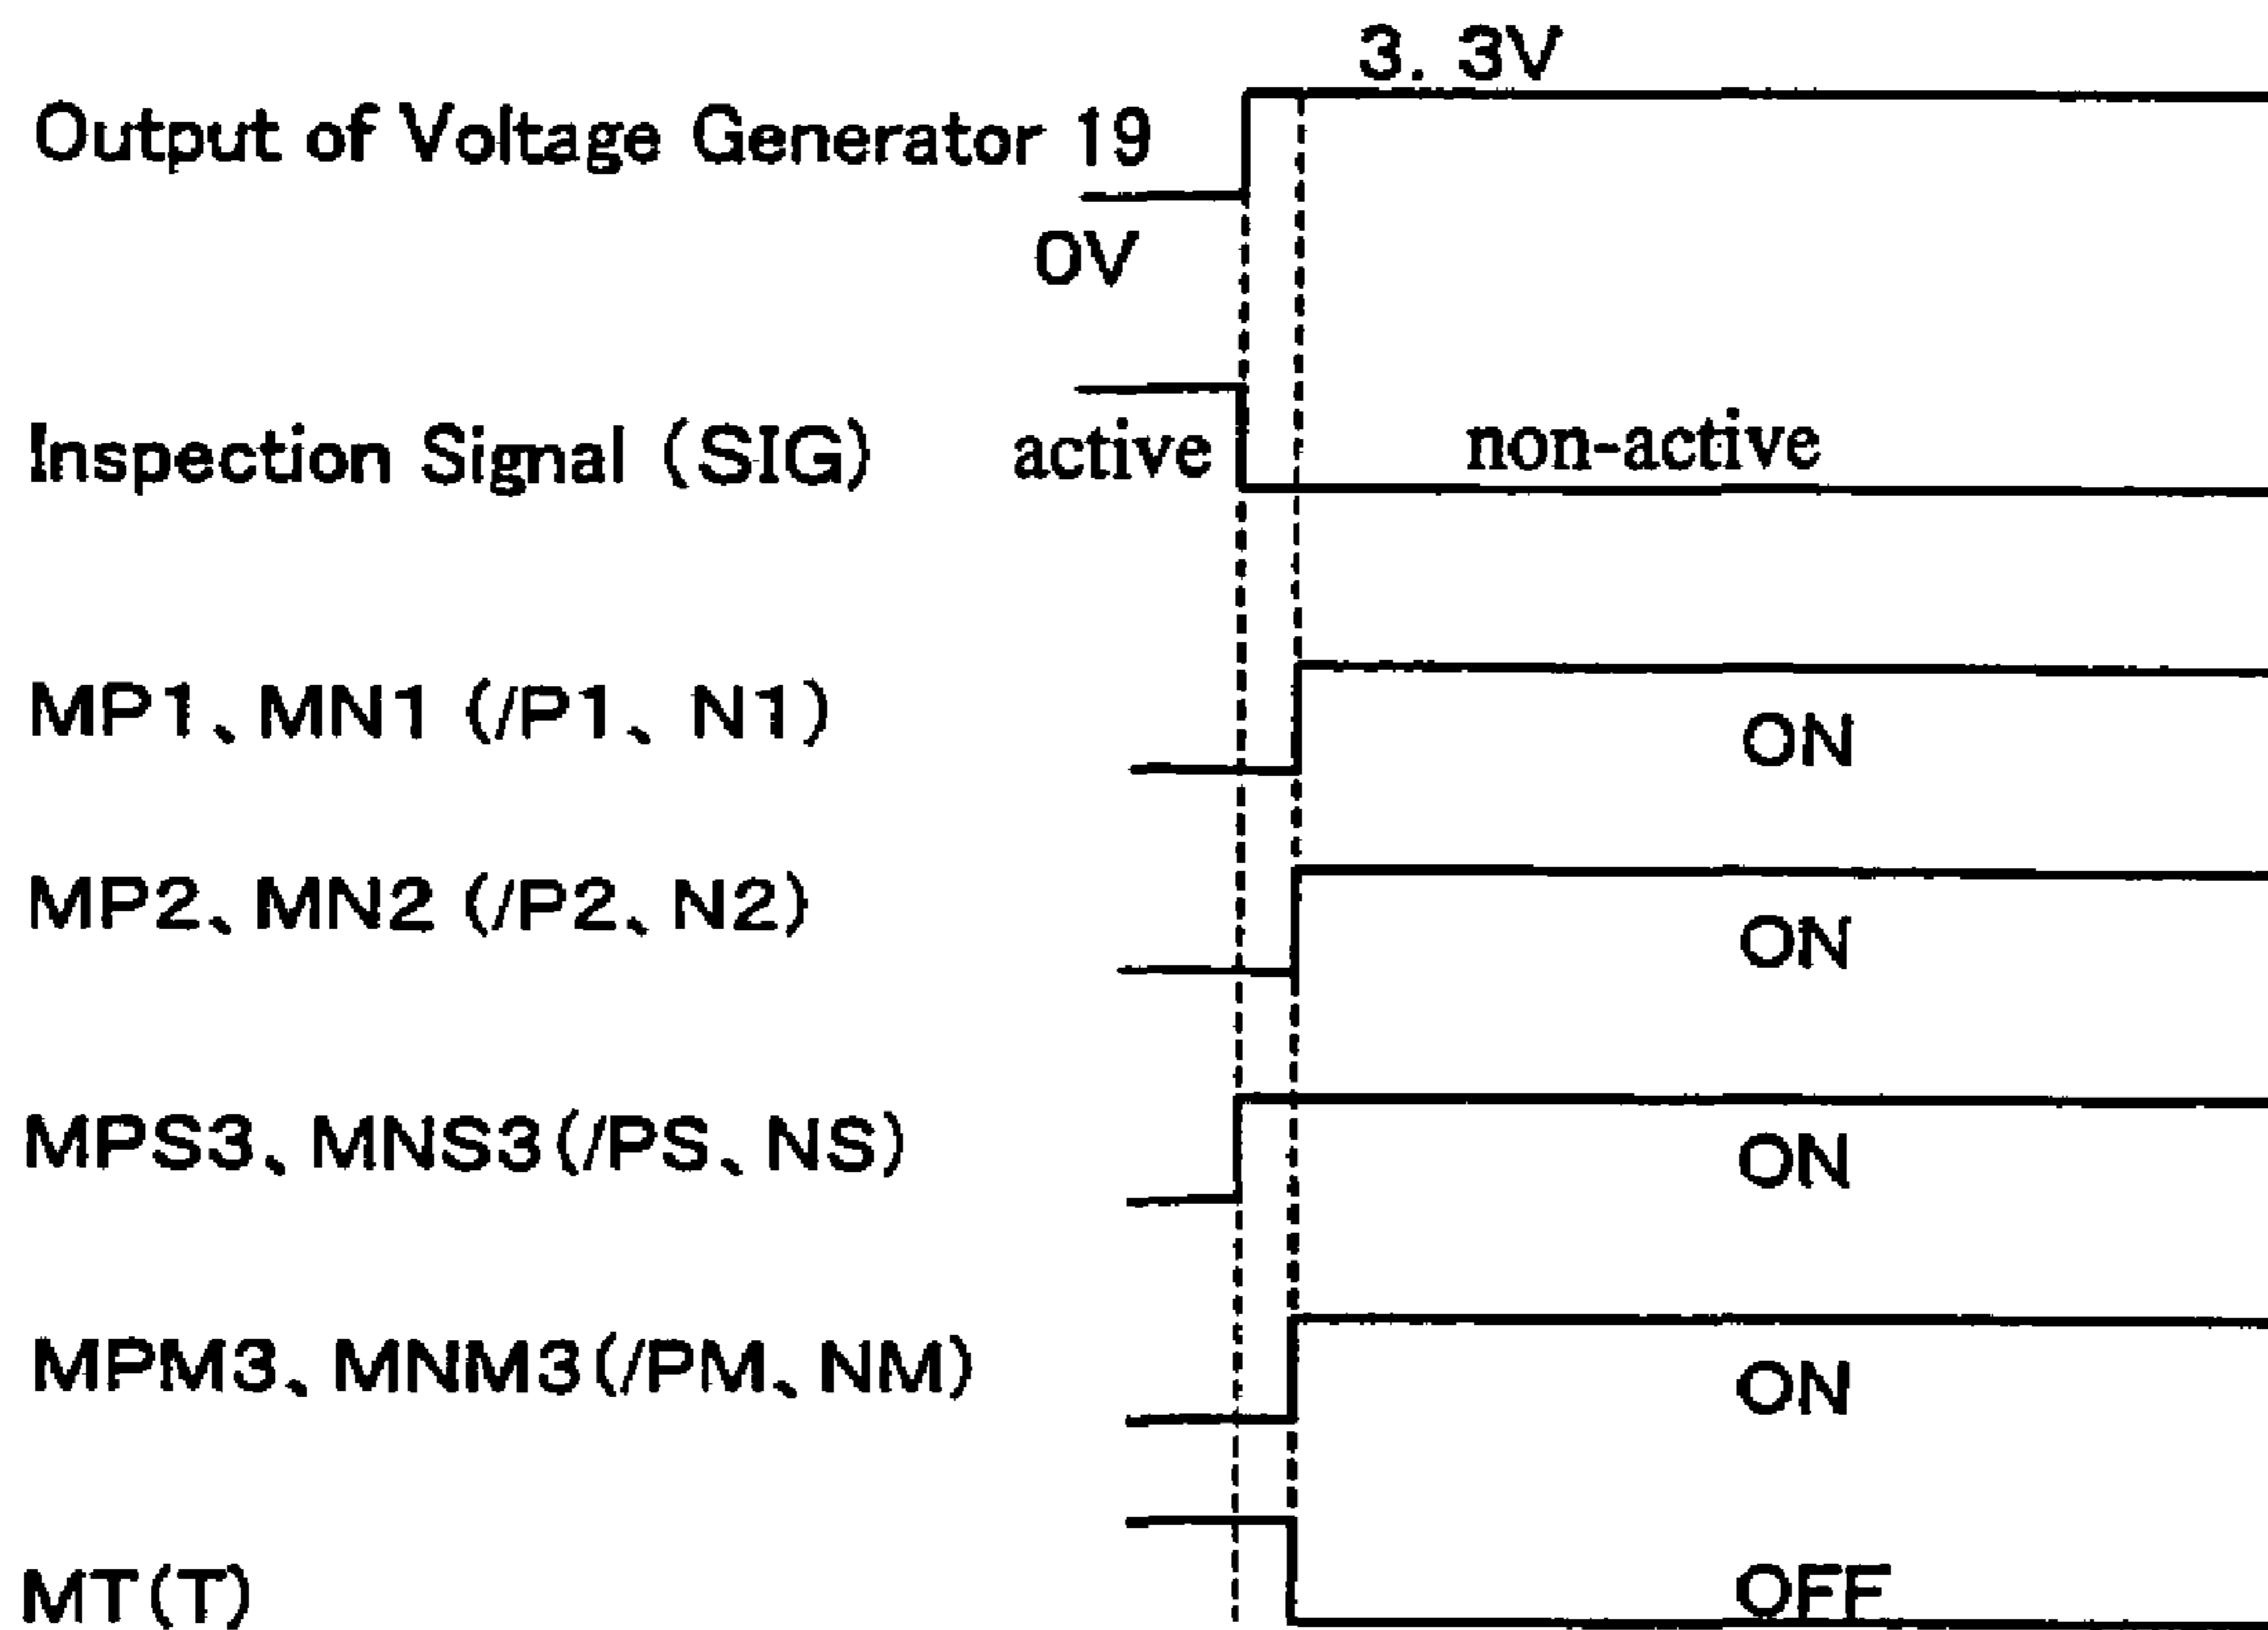 3. 3V
Output of Voltage Generator 19
0V
Inspection Signal (SIG) active non-active
MP1、MN1 (/P1、N1)
ON
MP2、MN2 (/P2、N2)
ON
MPS3、MNS3(/PS、NS)
ON
MPM3、MNM3(/PM、NM)
ON
MT(T) OFF